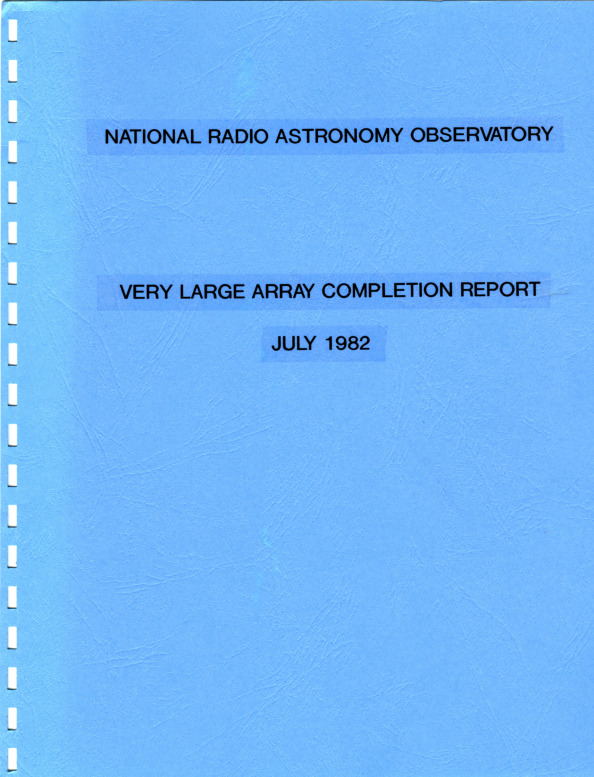 NATIONAL RADIO ASTRONOMY OBSERVATORY
VERY LARGE ARRAY COMPLETION REPORT
JULY 1982